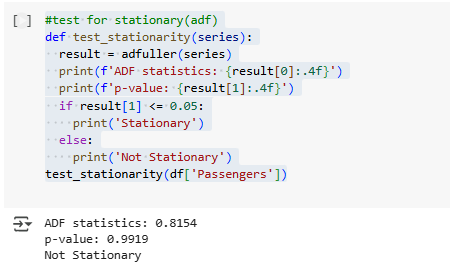 [ ] #test for stationary(adf)
def test_stationarity(series):
  result = adfuller(series)
  print(f'ADF statistics: {result[0]:.4f}')
  print(f'p-value: {result[1]:.4f}')
  if result[1] <= 0.05:
    print('Stationary')
  else:
    print('Not Stationary')
test_stationarity(df['Passengers'])
ADF statistics: 0.8154
p-value: 0.9919
Not Stationary